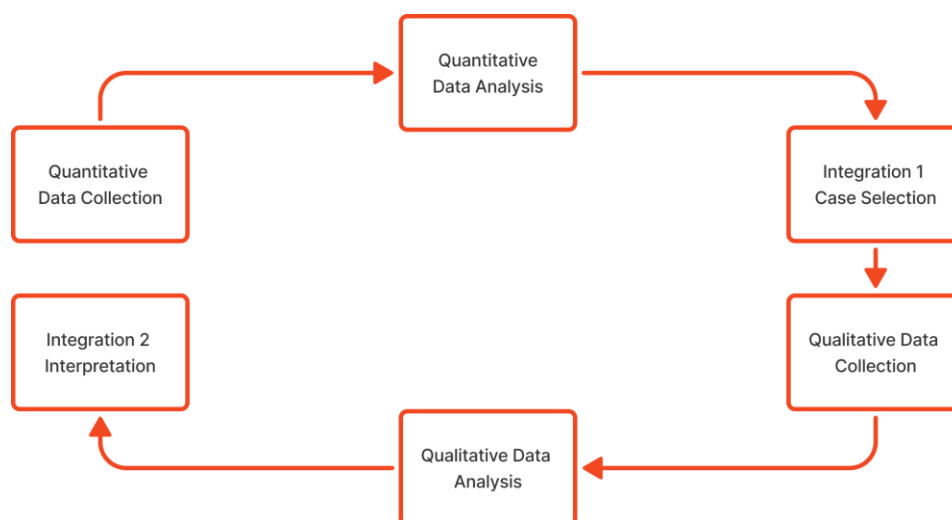 Quantitative
Data Analysis
Quantitative
Data Collection
Integration 1
Case Selection
Integration 2
Interpretation
Qualitative Data
Collection
Qualitative Data
Analysis